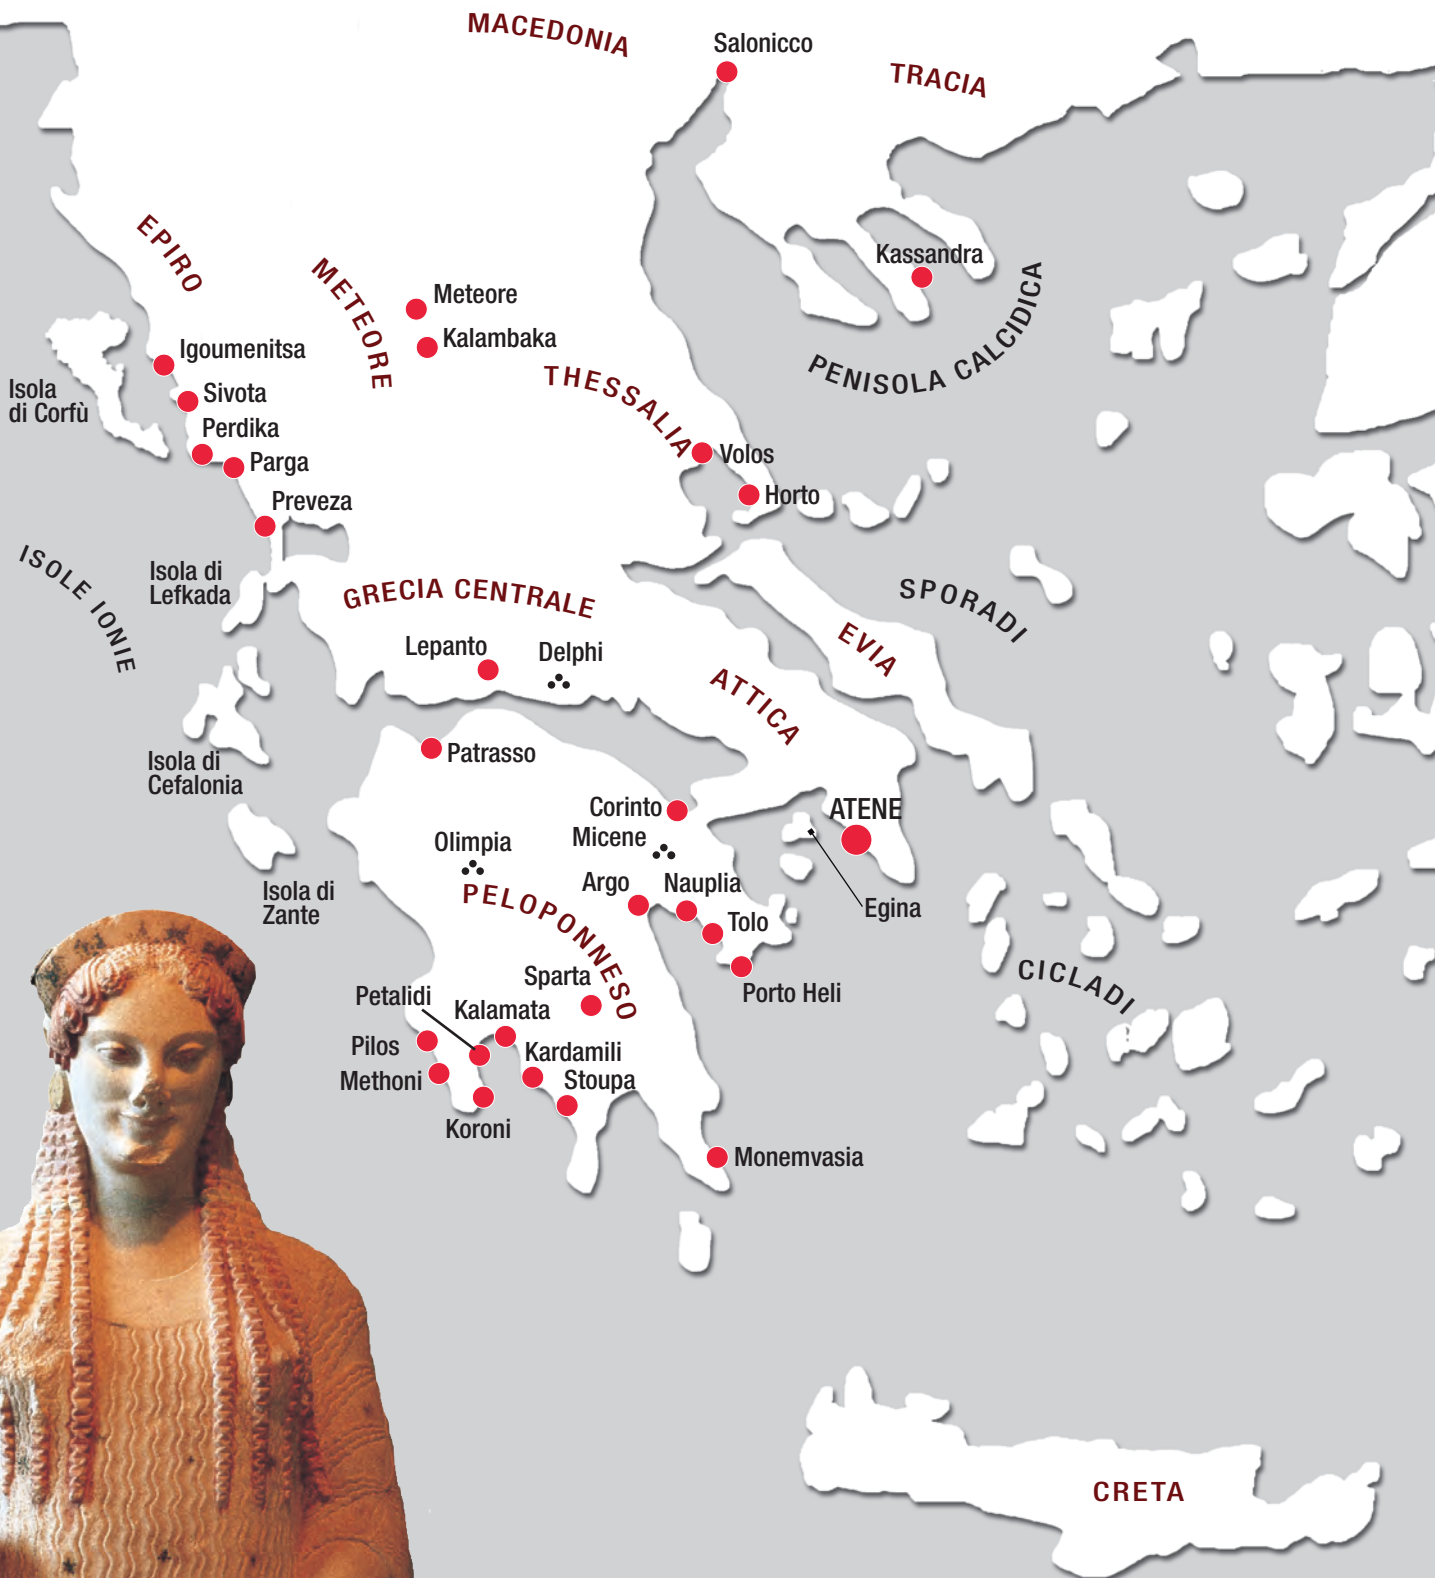 MACEDONIA
Salonicco
TRACIA
EPIRO
METEORE
Meteore
Kalambaka
Kassandra
PENISOLA CALCIDICA
Igoumenitsa
Isola
di Corfù
Sivota
THESSALIA
Perdika
Parga
Volos
Horto
Preveza
ISOLE IONIE
Isola di
Lefkada
GRECIA CENTRALE
SPORADI
EVIA
Lepanto
Delphi
ATTICA
Patrasso
Isola di
Cefalonia
Corinto
ATENE
Micene
Olimpia
Argo
Nauplia
Isola di
Zante
PELOPONNESO
Tolo
Egina
Sparta
Porto Heli
CICLADI
Petalidi
Kalamata
Pilos
Kardamili
Methoni
Stoupa
Koroni
Monemvasia
CRETA